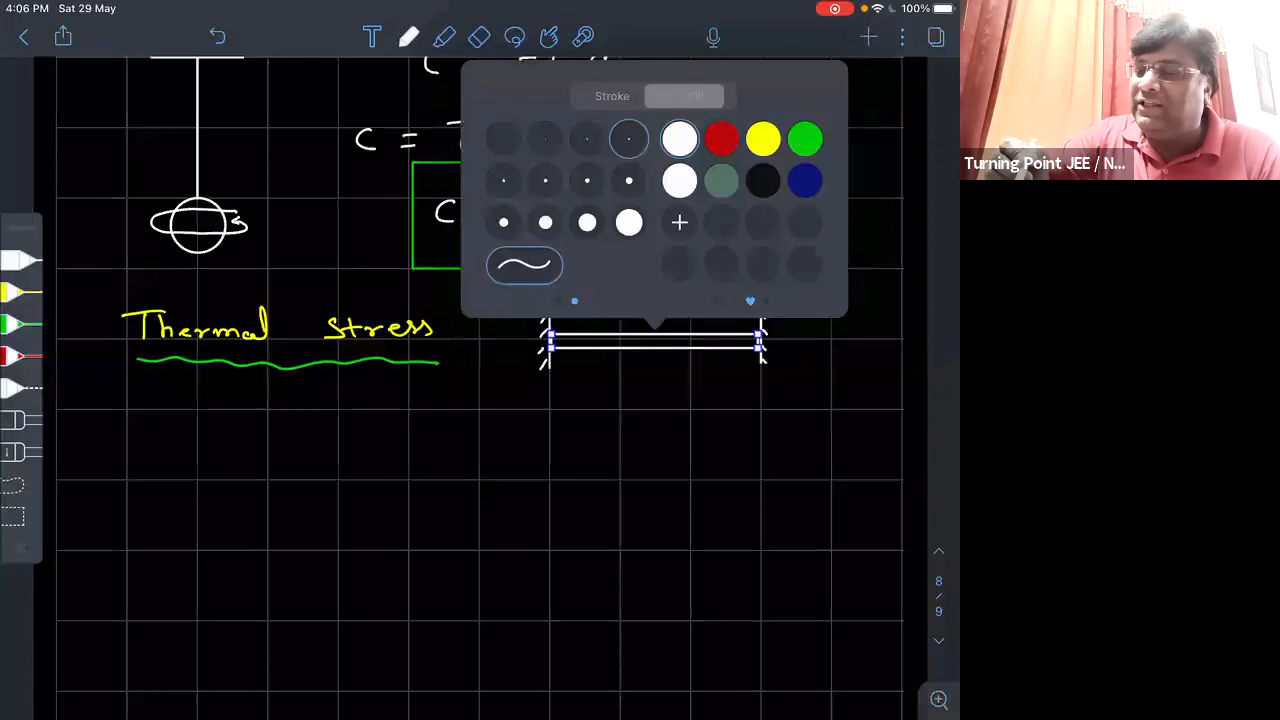 4:06 PM Sat 29 May
100%
T
Stroke
C =
C
Turning Point JEE / N...
Thermal stress
8
/
9